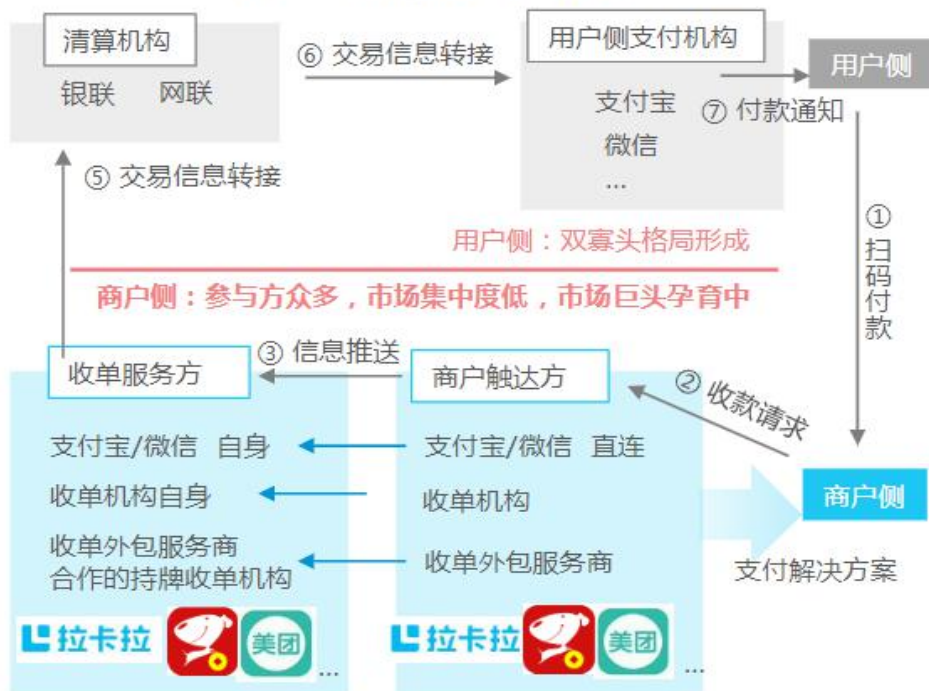 清算机构
银联 网联
⑥ 交易信息转接
用户侧支付机构
支付宝
微信
...
⑦ 付款通知
用户侧
⑤ 交易信息转接
① 扫码付款
用户侧：双寡头格局形成
商户侧：参与方众多，市场集中度低，市场巨头孕育中
收单服务方
③ 信息推送
商户触达方
② 收款请求
商户侧
支付宝/微信 自身
支付宝/微信 直连
收单机构自身
收单机构
收单外包服务商
合作的持牌收单机构
收单外包服务商
支付解决方案
拉卡拉
美团
...
拉卡拉
美团
...